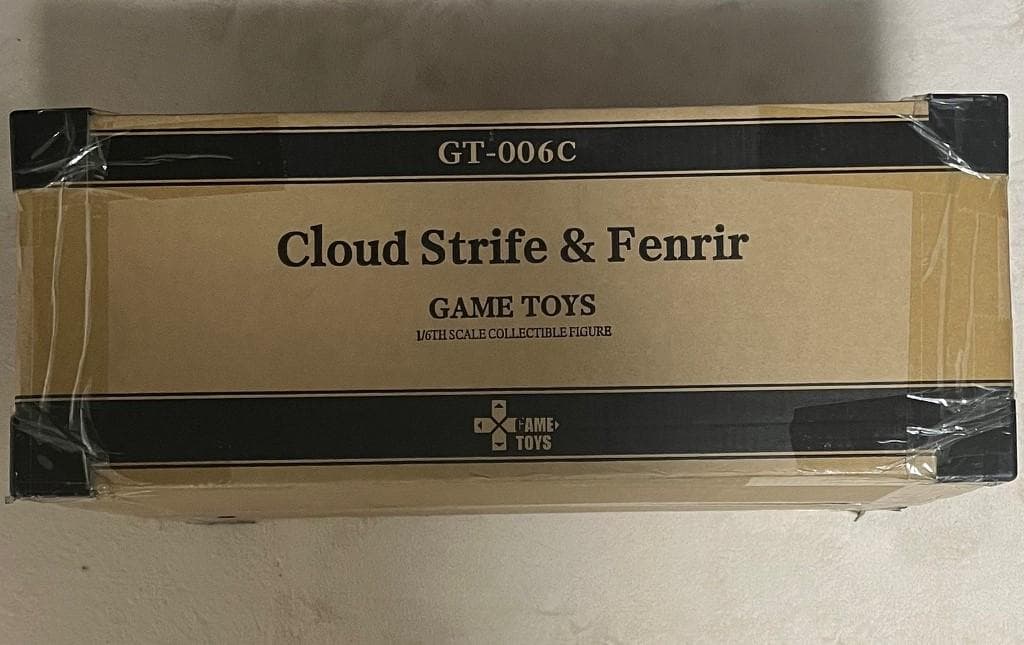 GT-006C
Cloud Strife & Fenrir
GAME TOYS
1/6TH SCALE COLLECTIBLE FIGURE
GAME
TOYS